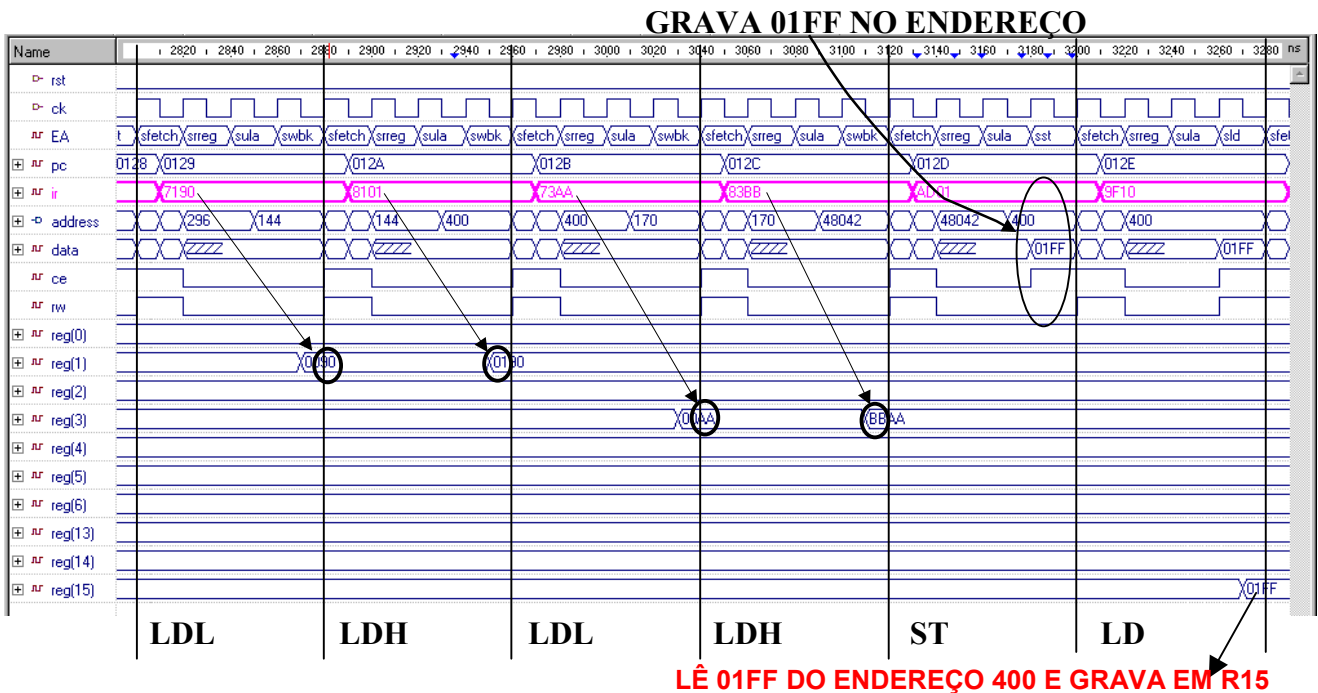 GRAVA 01FF NO ENDEREÇO
Name 2820 2840 2860 2880 2900 2920 2940 2960 2980 3000 3020 3040 3060 3080 3100 3120 3140 3160 3180 3200 3220 3240 3260 3280 ns
rst
ck
EA t sfetch srreg sula swbk sfetch srreg sula swbk sfetch srreg sula swbk sfetch srreg sula swbk sfetch srreg sula sst sfetch srreg sula sld sfet
pc 0128 0129 012A 012B 012C 012D 012E
ir 7190 8101 73AA 83BB AD01 9F10
address 296 144 144 400 400 170 170 48042 48042 400 400
data ZZZZ ZZZZ ZZZZ ZZZZ ZZZZ 01FF ZZZZ 01FF
ce
rw
reg(0)
reg(1) 0090 0190
reg(2)
reg(3) 00AA BBAA
reg(4)
reg(5)
reg(6)
reg(13)
reg(14)
reg(15) 01FF
LDL LDH LDL LDH ST LD
LÊ 01FF DO ENDEREÇO 400 E GRAVA EM R15